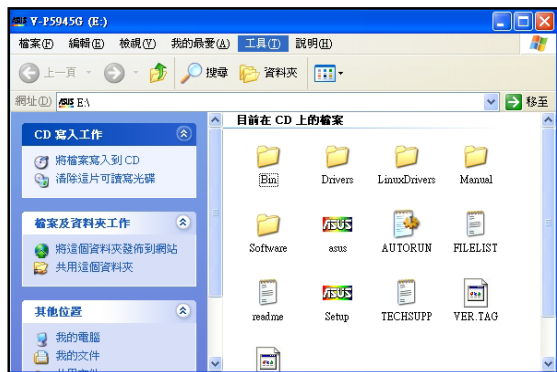 V-P5945G (E:)
檔案(F) 編輯(E) 檢視(V) 我的最愛(A) 工具(T) 說明(H)
上一頁 搜尋 資料夾
網址(D) E:\ 移至
CD 寫入工作
將檔案寫入到 CD
清除這片可讀寫光碟
檔案及資料夾工作
將這個資料夾發佈到網站
共用這個資料夾
其他位置
我的電腦
我的文件
目前在 CD 上的檔案
Bin Drivers LinuxDrivers Manual
Software asus AUTORUN FILELIST
readme Setup TECHSUPP VER.TAG